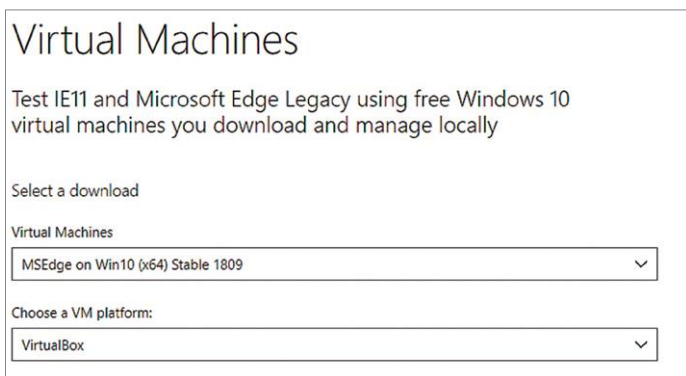 Virtual Machines
Test IE11 and Microsoft Edge Legacy using free Windows 10
virtual machines you download and manage locally
Select a download
Virtual Machines
MSEdge on Win10 (x64) Stable 1809
Choose a VM platform:
VirtualBox